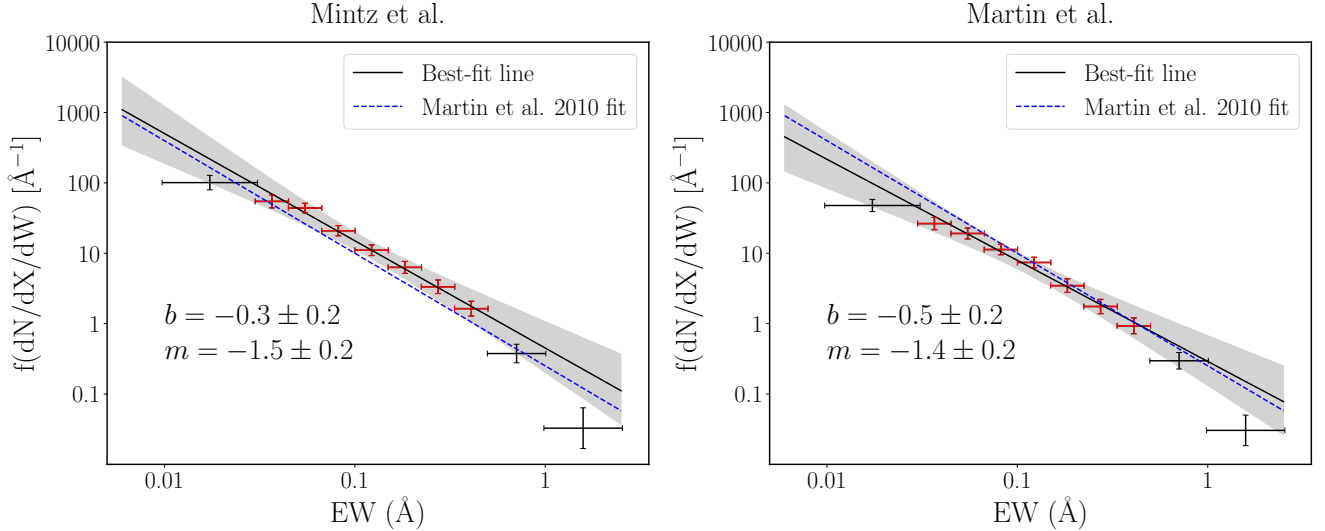 Mintz et al.
10000
1000
100
10
1
0.1
f(dN/dX/dW) [Å⁻¹]
Best-fit line
Martin et al. 2010 fit
b = −0.3 ± 0.2
m = −1.5 ± 0.2
0.01
0.1
1
EW (Å)
Martin et al.
10000
1000
100
10
1
0.1
f(dN/dX/dW) [Å⁻¹]
Best-fit line
Martin et al. 2010 fit
b = −0.5 ± 0.2
m = −1.4 ± 0.2
0.01
0.1
1
EW (Å)